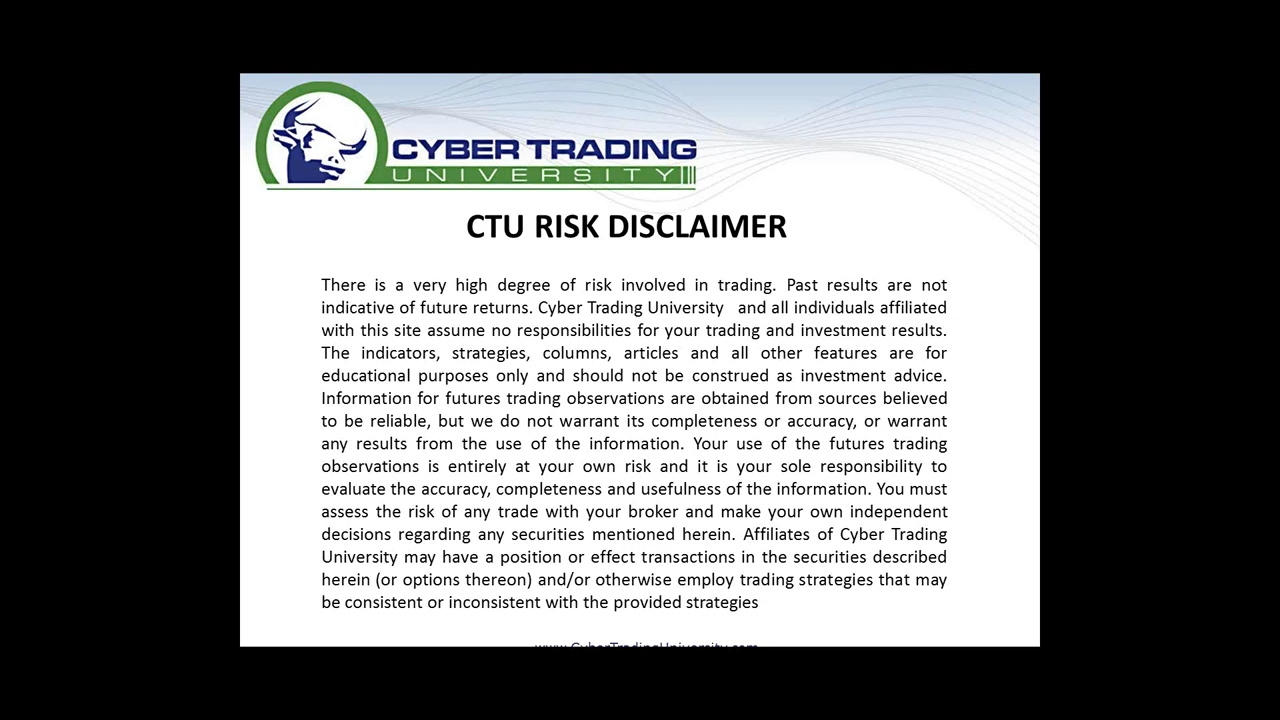 CYBER TRADING
UNIVERSITY
CTU RISK DISCLAIMER
There is a very high degree of risk involved in trading. Past results are not
indicative of future returns. Cyber Trading University and all individuals affiliated
with this site assume no responsibilities for your trading and investment results.
The indicators, strategies, columns, articles and all other features are for
educational purposes only and should not be construed as investment advice.
Information for futures trading observations are obtained from sources believed
to be reliable, but we do not warrant its completeness or accuracy, or warrant
any results from the use of the information. Your use of the futures trading
observations is entirely at your own risk and it is your sole responsibility to
evaluate the accuracy, completeness and usefulness of the information. You must
assess the risk of any trade with your broker and make your own independent
decisions regarding any securities mentioned herein. Affiliates of Cyber Trading
University may have a position or effect transactions in the securities described
herein (or options thereon) and/or otherwise employ trading strategies that may
be consistent or inconsistent with the provided strategies
www.CyberTradingUniversity.com